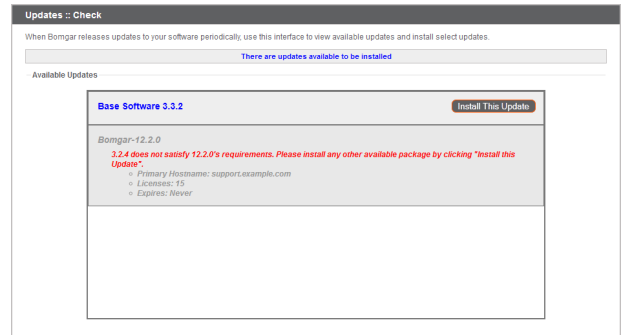 Updates :: Check
When Bomgar releases updates to your software periodically, use this interface to view available updates and install select updates.
There are updates available to be installed
Available Updates
Base Software 3.3.2
Install This Update
Bomgar-12.2.0
3.2.4 does not satisfy 12.2.0's requirements. Please install any other available package by clicking "Install this
Update".
Primary Hostname: support.example.com
Licenses: 15
Expires: Never